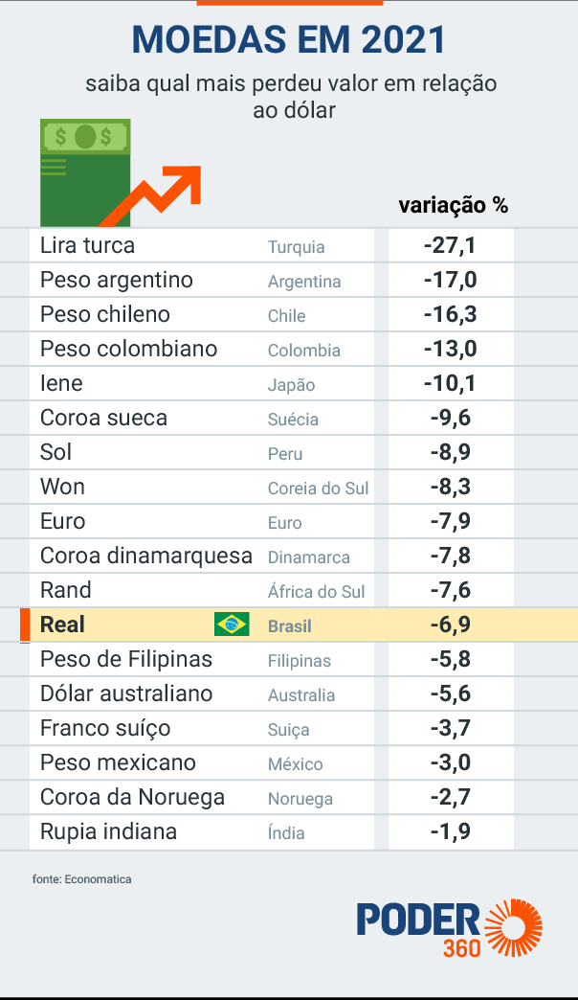 MOEDAS EM 2021
saiba qual mais perdeu valor em relação
ao dólar
$ $
variação %
Lira turca Turquia -27,1
Peso argentino Argentina -17,0
Peso chileno Chile -16,3
Peso colombiano Colombia -13,0
Iene Japão -10,1
Coroa sueca Suécia -9,6
Sol Peru -8,9
Won Coreia do Sul -8,3
Euro Euro -7,9
Coroa dinamarquesa Dinamarca -7,8
Rand África do Sul -7,6
Real Brasil -6,9
Peso de Filipinas Filipinas -5,8
Dólar australiano Australia -5,6
Franco suíço Suiça -3,7
Peso mexicano México -3,0
Coroa da Noruega Noruega -2,7
Rupia indiana Índia -1,9
fonte: Economatica
PODER
360